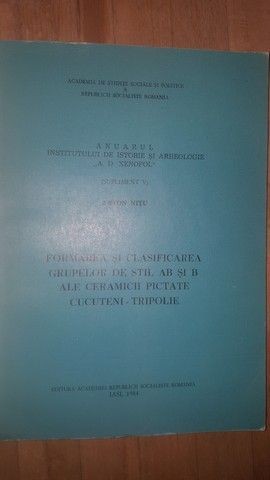 ACADEMIA DE ȘTIINȚE SOCIALE ȘI POLITICE
A
REPUBLICII SOCIALISTE ROMÂNIA
ANUARUL
INSTITUTULUI DE ISTORIE ȘI ARHEOLOGIE
„A. D. XENOPOL"
(SUPLIMENT V)
ANTON NIȚU
FORMAREA ȘI CLASIFICAREA
GRUPELOR DE STIL AB ȘI B
ALE CERAMICII PICTATE
CUCUTENI-TRIPOLIE
EDITURA ACADEMIEI REPUBLICII SOCIALISTE ROMÂNIA
IAȘI, 1984